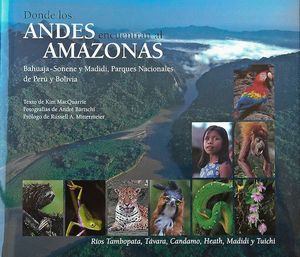 Donde los
ANDES encuentran al
AMAZONAS
Bahuaja-Sonene y Madidi, Parques Nacionales
de Perú y Bolivia
Texto de Kim MacQuarrie
Fotografías de André Bärtschi
Prólogo de Russell A. Mittermeier
Ríos Tambopata, Távara, Candamo, Heath, Madidi y Tuichi